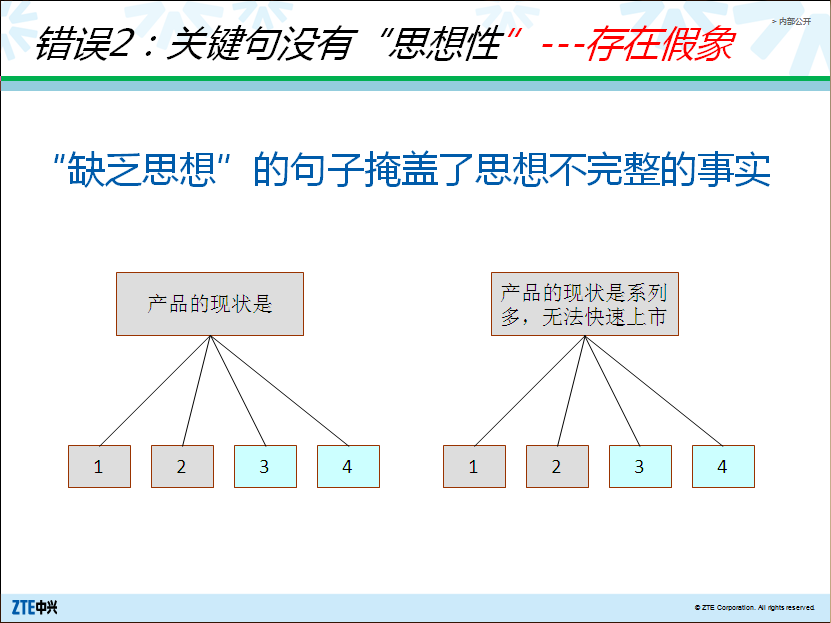 > 内部公开
错误2：关键句没有“思想性”---存在假象
“缺乏思想”的句子掩盖了思想不完整的事实
产品的现状是
1
2
3
4
产品的现状是系列
多，无法快速上市
1
2
3
4
ZTE中兴
© ZTE Corporation. All rights reserved.